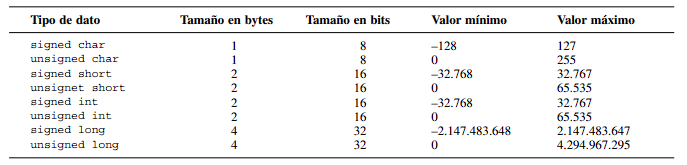 Tipo de dato Tamaño en bytes Tamaño en bits Valor mínimo Valor máximo
signed char 1 8 –128 127
unsigned char 1 8 0 255
signed short 2 16 –32.768 32.767
unsignet short 2 16 0 65.535
signed int 2 16 –32.768 32.767
unsigned int 2 16 0 65.535
signed long 4 32 –2.147.483.648 2.147.483.647
unsigned long 4 32 0 4.294.967.295